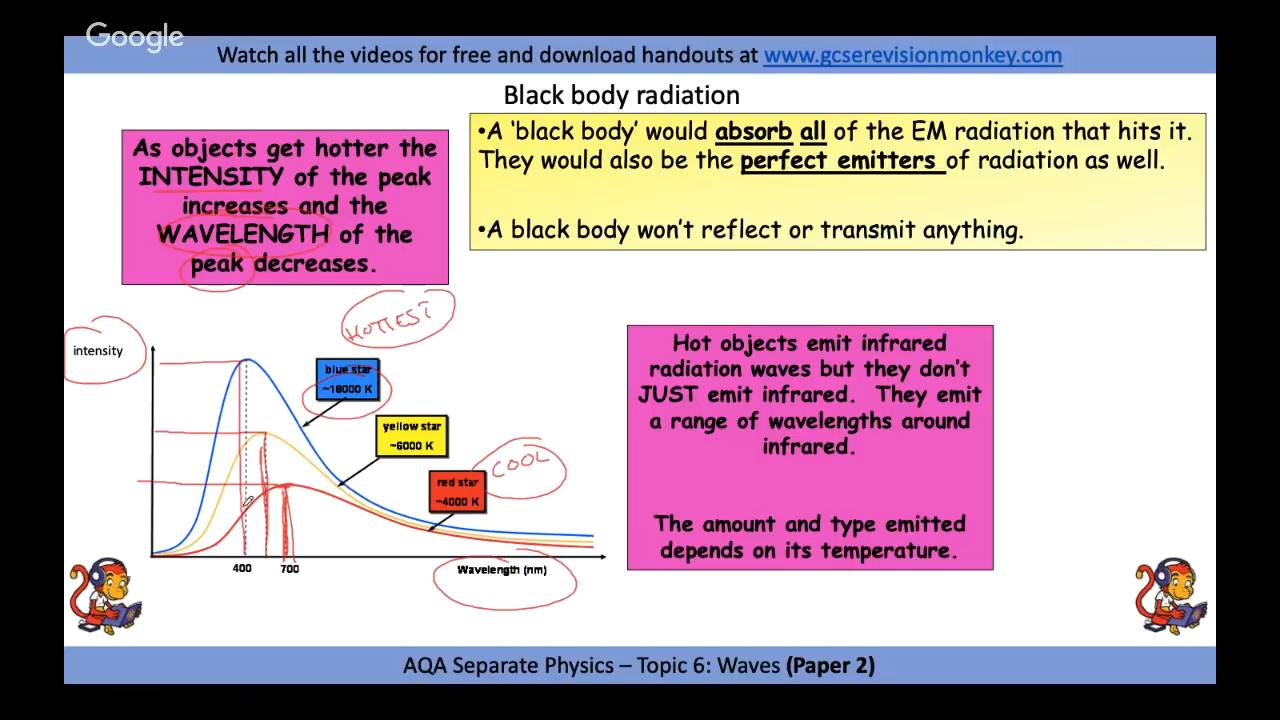 Google
Watch all the videos for free and download handouts at www.gcserevisionmonkey.com
Black body radiation
As objects get hotter the
INTENSITY of the peak
increases and the
WAVELENGTH of the
peak decreases.
•A ‘black body’ would absorb all of the EM radiation that hits it.
They would also be the perfect emitters of radiation as well.
•A black body won’t reflect or transmit anything.
HOTTEST
intensity
blue star
~18000 K
yellow star
~6000 K
COOL
red star
~4000 K
400
700
Wavelength (nm)
Hot objects emit infrared
radiation waves but they don’t
JUST emit infrared. They emit
a range of wavelengths around
infrared.
The amount and type emitted
depends on its temperature.
AQA Separate Physics – Topic 6: Waves (Paper 2)